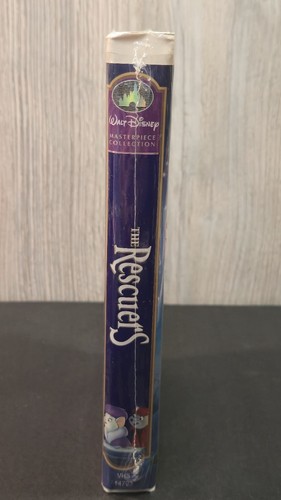 WALT DISNEY
MASTERPIECE
COLLECTION
THE
RESCUERS
VHS